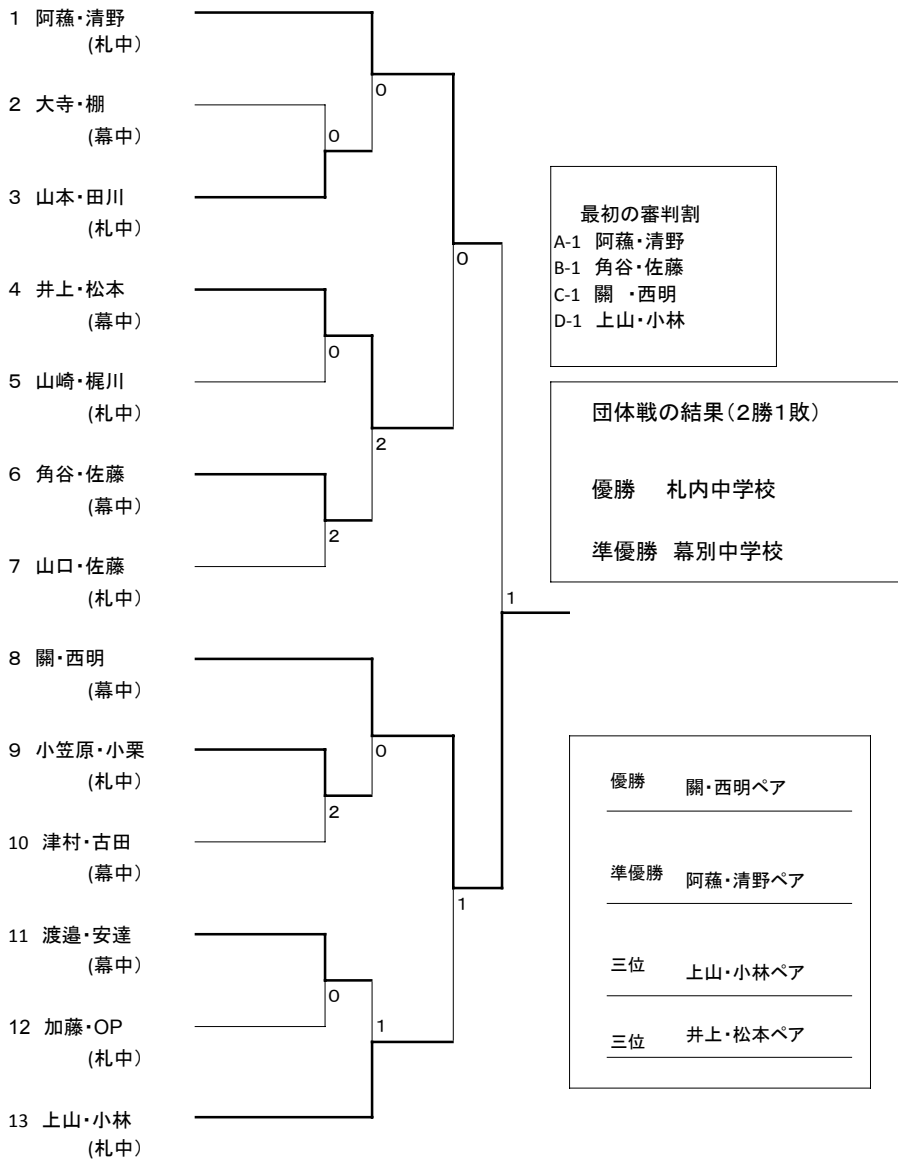 1 阿蘓・清野
(札中)
0
2 大寺・棚
(幕中)
0
3 山本・田川
(札中)
0
4 井上・松本
(幕中)
0
5 山崎・梶川
(札中)
2
6 角谷・佐藤
(幕中)
2
7 山口・佐藤
(札中)
1
8 關・西明
(幕中)
0
9 小笠原・小栗
(札中)
2
10 津村・古田
(幕中)
1
11 渡邉・安達
(幕中)
0
12 加藤・OP
(札中)
1
13 上山・小林
(札中)
最初の審判割
A-1 阿蘓・清野
B-1 角谷・佐藤
C-1 關 ・西明
D-1 上山・小林
団体戦の結果(2勝1敗)
優勝 札内中学校
準優勝 幕別中学校
優勝 關・西明ペア
準優勝 阿蘓・清野ペア
三位 上山・小林ペア
三位 井上・松本ペア